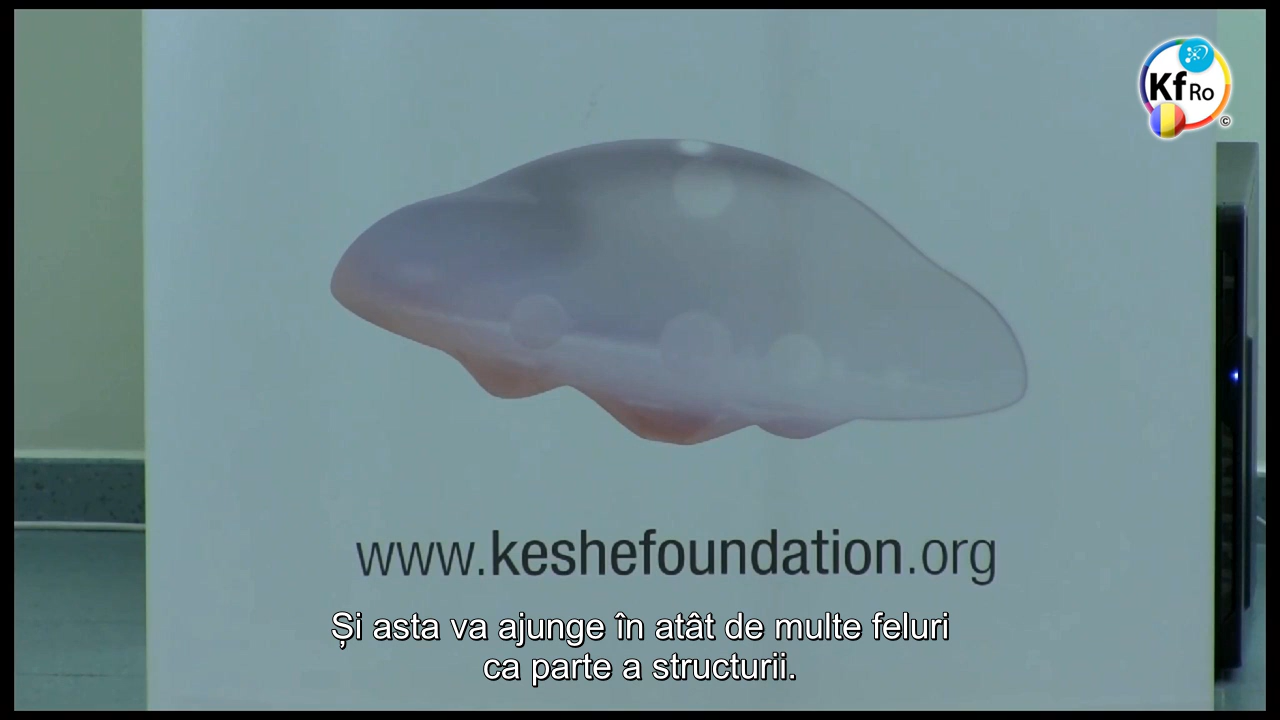 Kf Ro
©
www.keshefoundation.org
Și asta va ajunge în atât de multe feluri
ca parte a structurii.